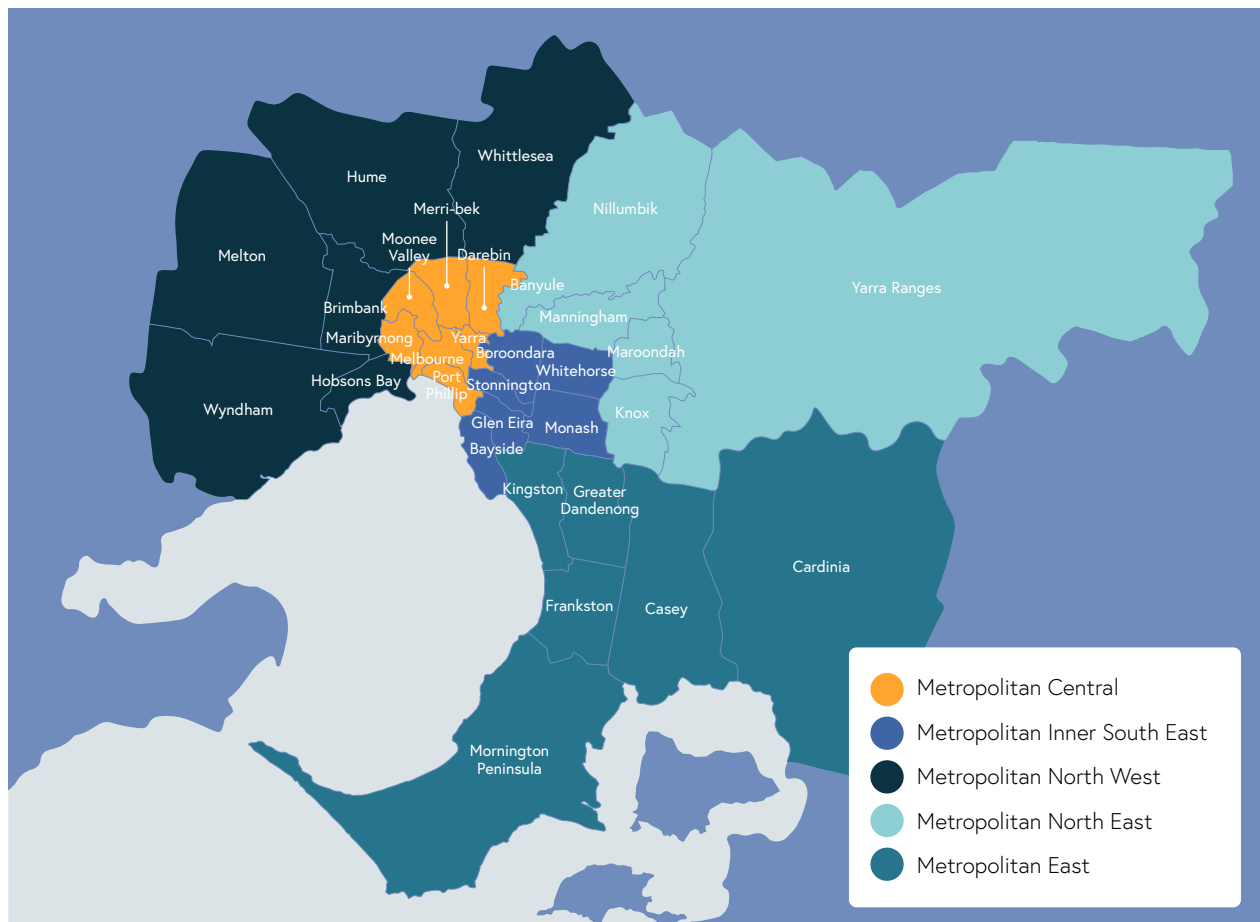 Whittlesea
Hume
Merri-bek
Nillumbik
Moonee
Valley
Darebin
Melton
Banyule
Yarra Ranges
Brimbank
Manningham
Maribyrnong
Yarra
Boroondara
Maroondah
Melbourne
Whitehorse
Hobsons Bay
Port
Phillip
Stonnington
Wyndham
Knox
Glen Eira
Monash
Bayside
Kingston
Greater
Dandenong
Cardinia
Frankston
Casey
Mornington
Peninsula
Metropolitan Central
Metropolitan Inner South East
Metropolitan North West
Metropolitan North East
Metropolitan East